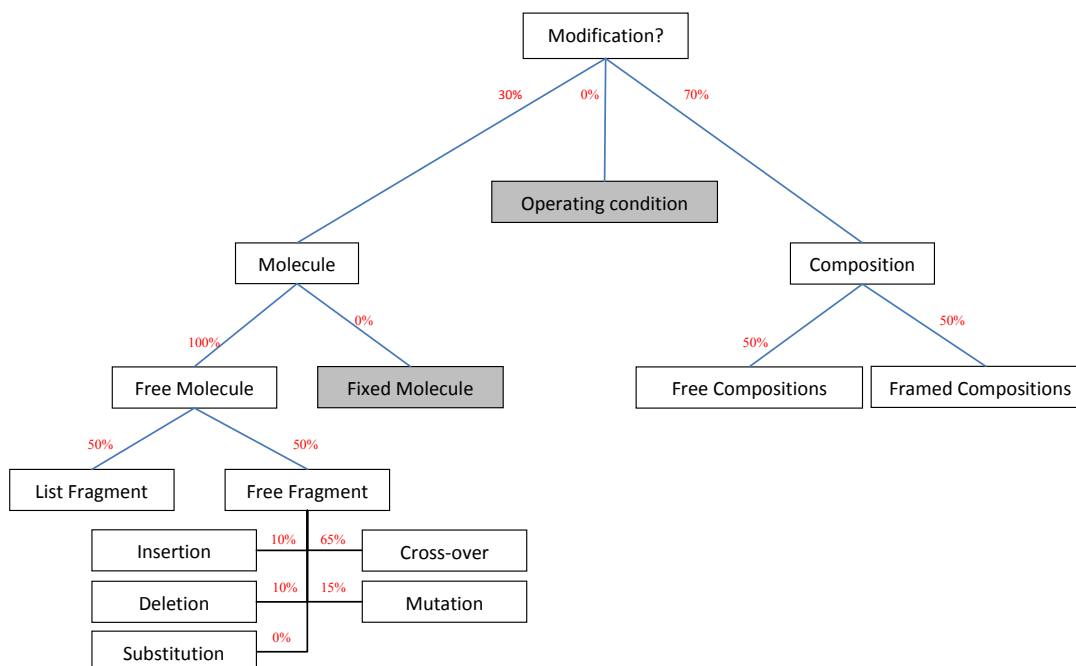 Modification?
30%
0%
70%
Operating condition
Molecule
Composition
0%
50%
100%
50%
Free Molecule
Fixed Molecule
Free Compositions
Framed Compositions
50%
50%
List Fragment
Free Fragment
10%
65%
Insertion
Cross-over
10%
15%
Deletion
Mutation
0%
Substitution